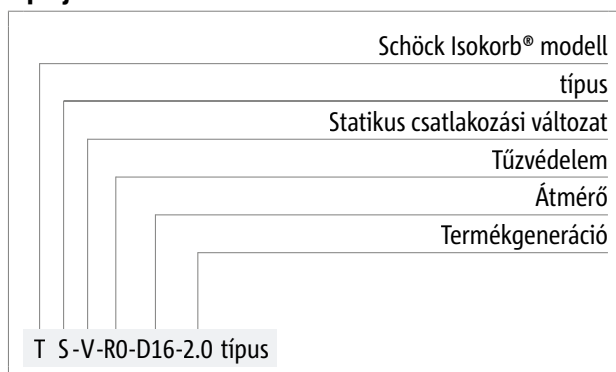 Schöck Isokorb® modell
típus
Statikus csatlakozási változat
Tűzvédelem
Átmérő
Termékgeneráció
T S-V-R0-D16-2.0 típus